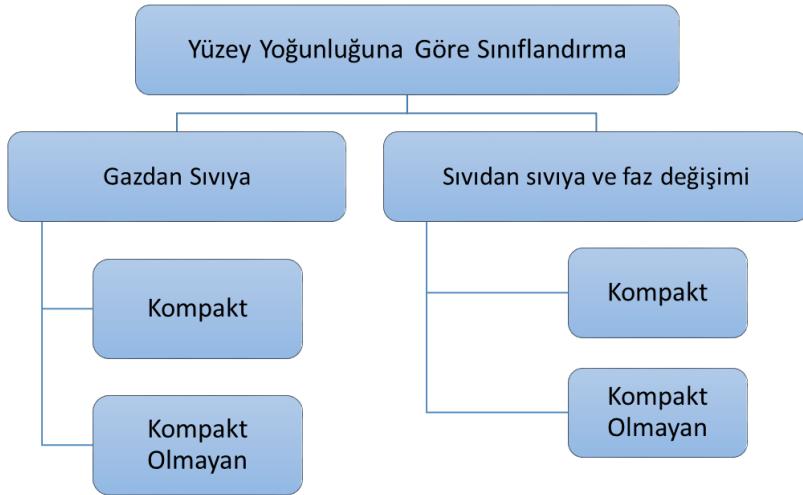 Yüzey Yoğunluğuna Göre Sınıflandırma
Gazdan Sıvıya
Sıvıdan sıvıya ve faz değişimi
Kompakt
Kompakt
Olmayan
Kompakt
Kompakt
Olmayan